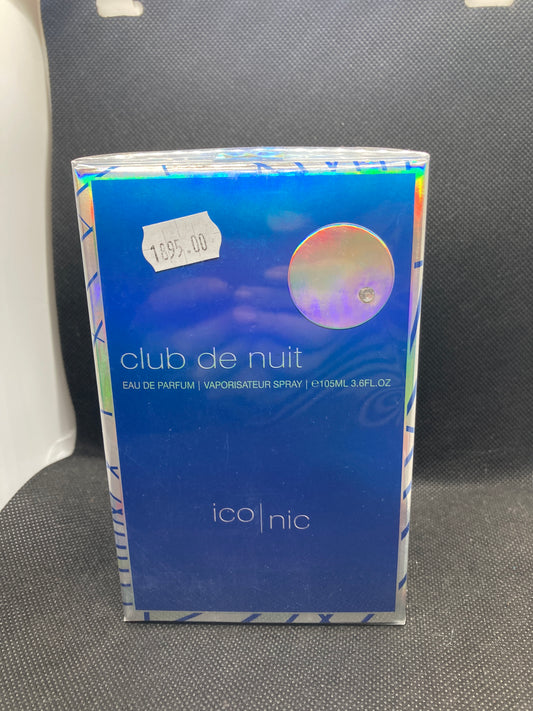 1895.00
club de nuit
EAU DE PARFUM | VAPORISATEUR SPRAY | ℮105ML 3.6FL.OZ
ico|nic